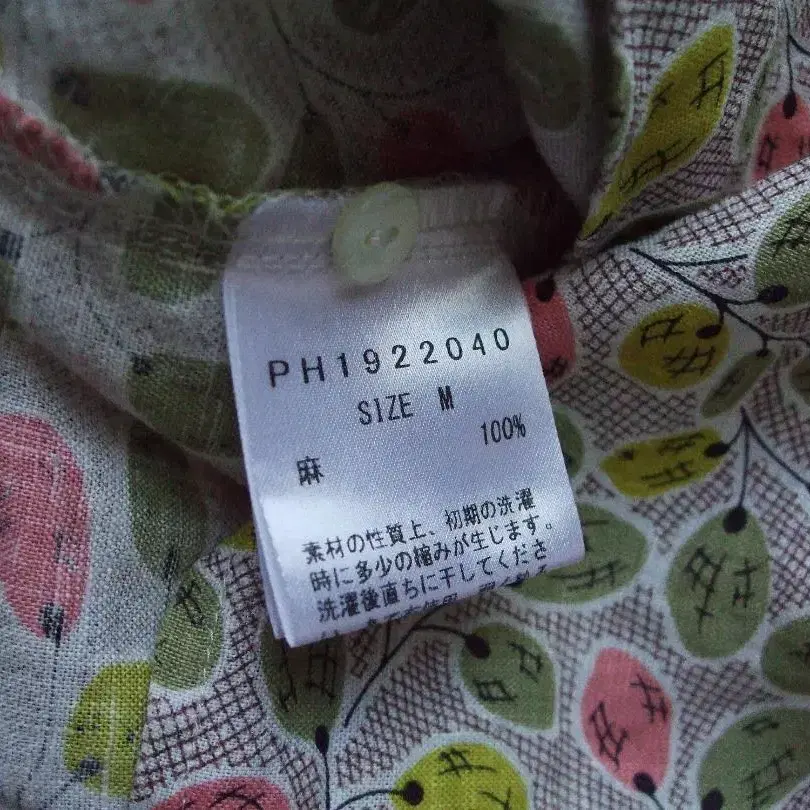 PH1922040
SIZE M
100%
麻
素材の性質上、初期の洗濯
時に多少の縮みが生じます。
洗濯後直ちに干してくださ